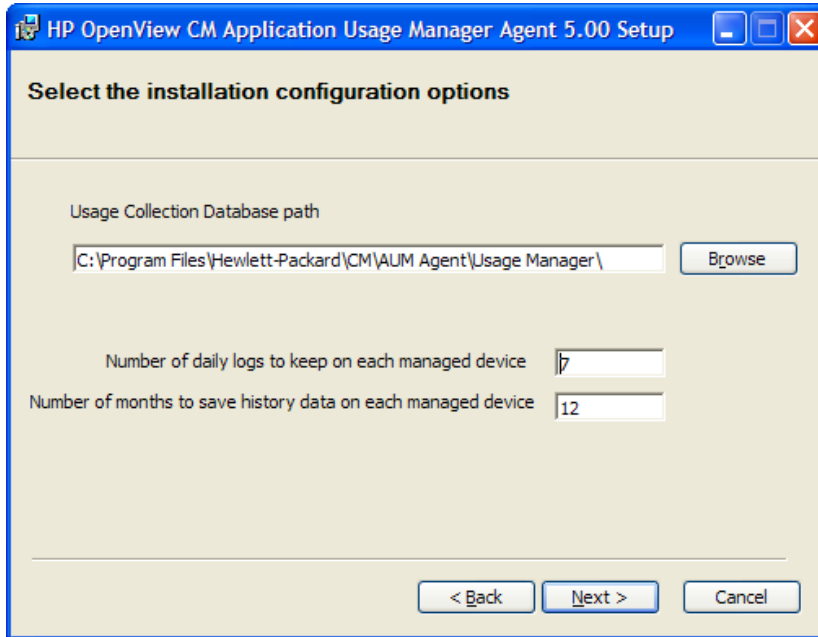 HP OpenView CM Application Usage Manager Agent 5.00 Setup
Select the installation configuration options
Usage Collection Database path
C:\Program Files\Hewlett-Packard\CM\AUM Agent\Usage Manager\
Browse
Number of daily logs to keep on each managed device
7
Number of months to save history data on each managed device
12
< Back
Next >
Cancel